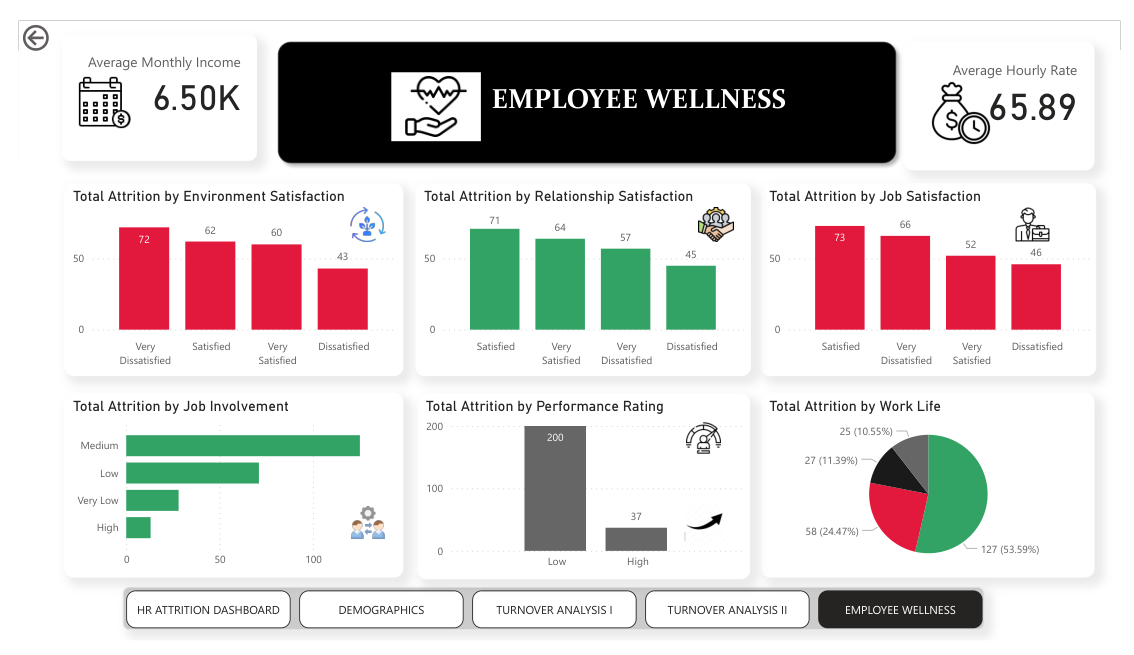 Average Monthly Income
6.50K
EMPLOYEE WELLNESS
Average Hourly Rate
65.89
Total Attrition by Environment Satisfaction
72
62
60
43
50
0
Very Dissatisfied
Satisfied
Very Satisfied
Dissatisfied
Total Attrition by Relationship Satisfaction
71
64
57
45
50
0
Satisfied
Very Satisfied
Very Dissatisfied
Dissatisfied
Total Attrition by Job Satisfaction
73
66
52
46
50
0
Satisfied
Very Dissatisfied
Very Satisfied
Dissatisfied
Total Attrition by Job Involvement
Medium
Low
Very Low
High
0
50
100
Total Attrition by Performance Rating
200
100
0
200
37
Low
High
Total Attrition by Work Life
25 (10.55%)
27 (11.39%)
58 (24.47%)
127 (53.59%)
HR ATTRITION DASHBOARD
DEMOGRAPHICS
TURNOVER ANALYSIS I
TURNOVER ANALYSIS II
EMPLOYEE WELLNESS